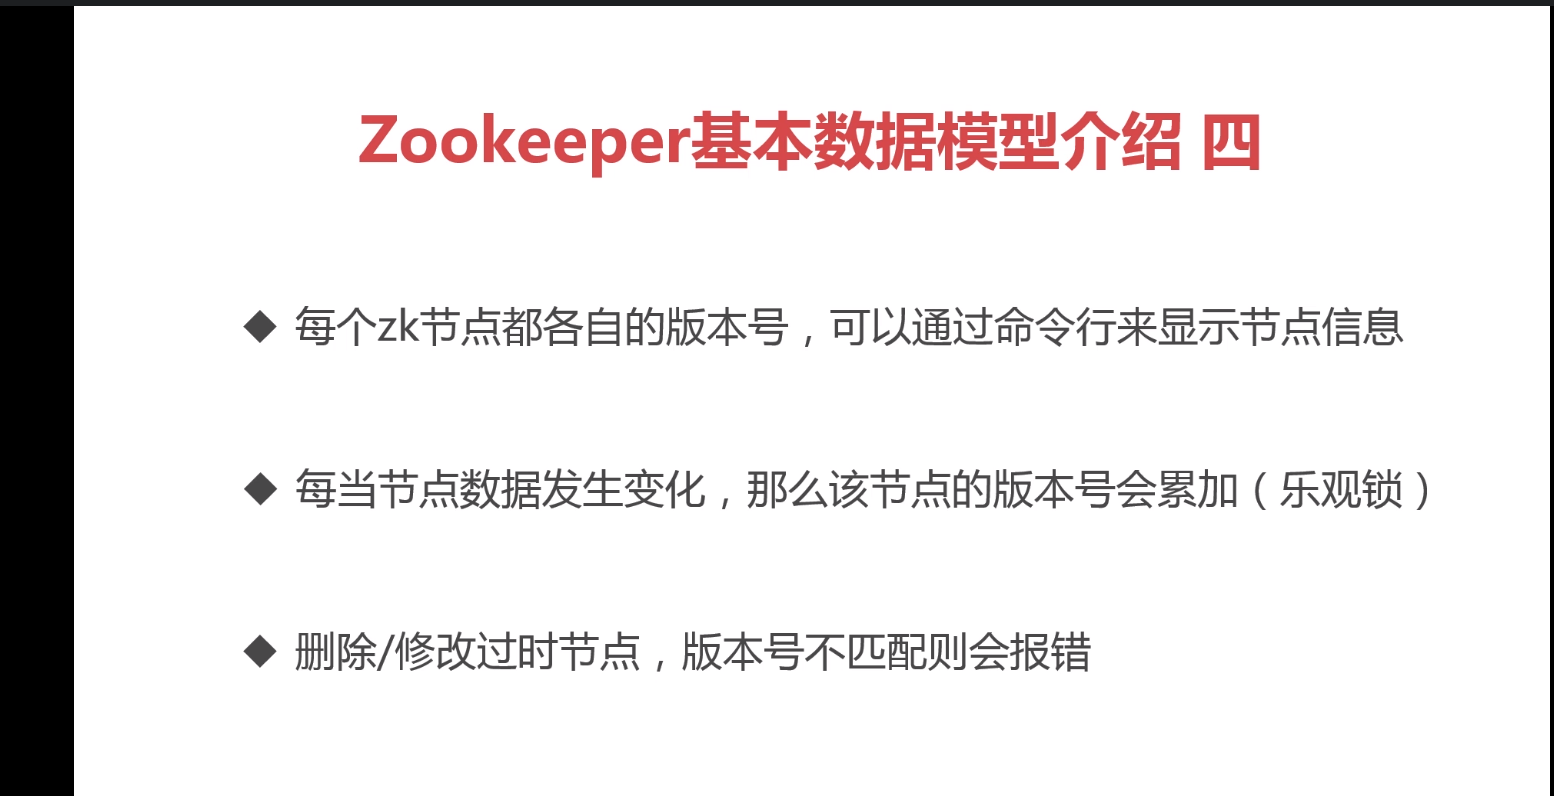 Zookeeper基本数据模型介绍 四
◆ 每个zk节点都各自的版本号，可以通过命令行来显示节点信息
◆ 每当节点数据发生变化，那么该节点的版本号会累加（乐观锁）
◆ 删除/修改过时节点，版本号不匹配则会报错